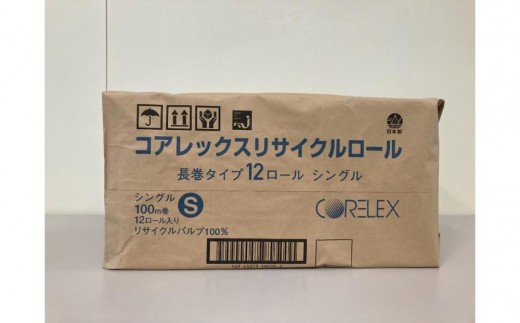 日本製
コアレックスリサイクルロール
長巻タイプ12ロール シングル
シングル
100m巻
S
12ロール入り
リサイクルパルプ100%
CORELEX